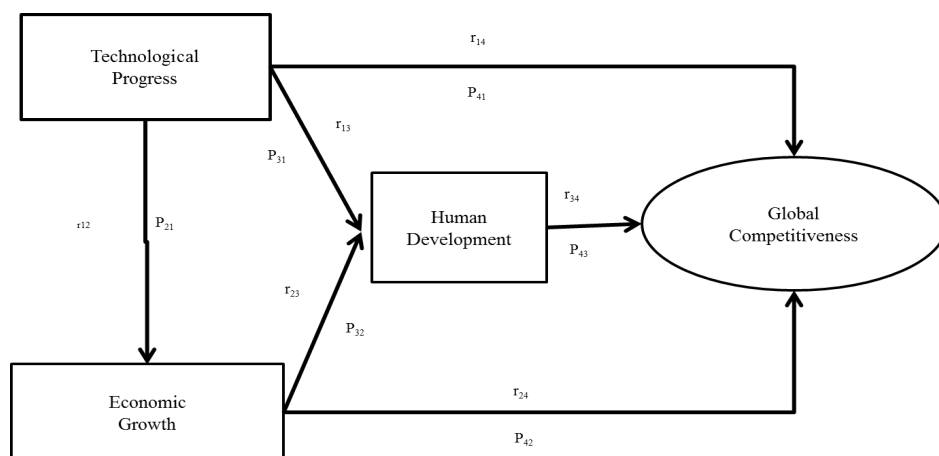 Technological
Progress
r14
P41
r13
P31
r12
P21
Human
Development
r34
P43
Global
Competitiveness
r23
P32
Economic
Growth
r24
P42